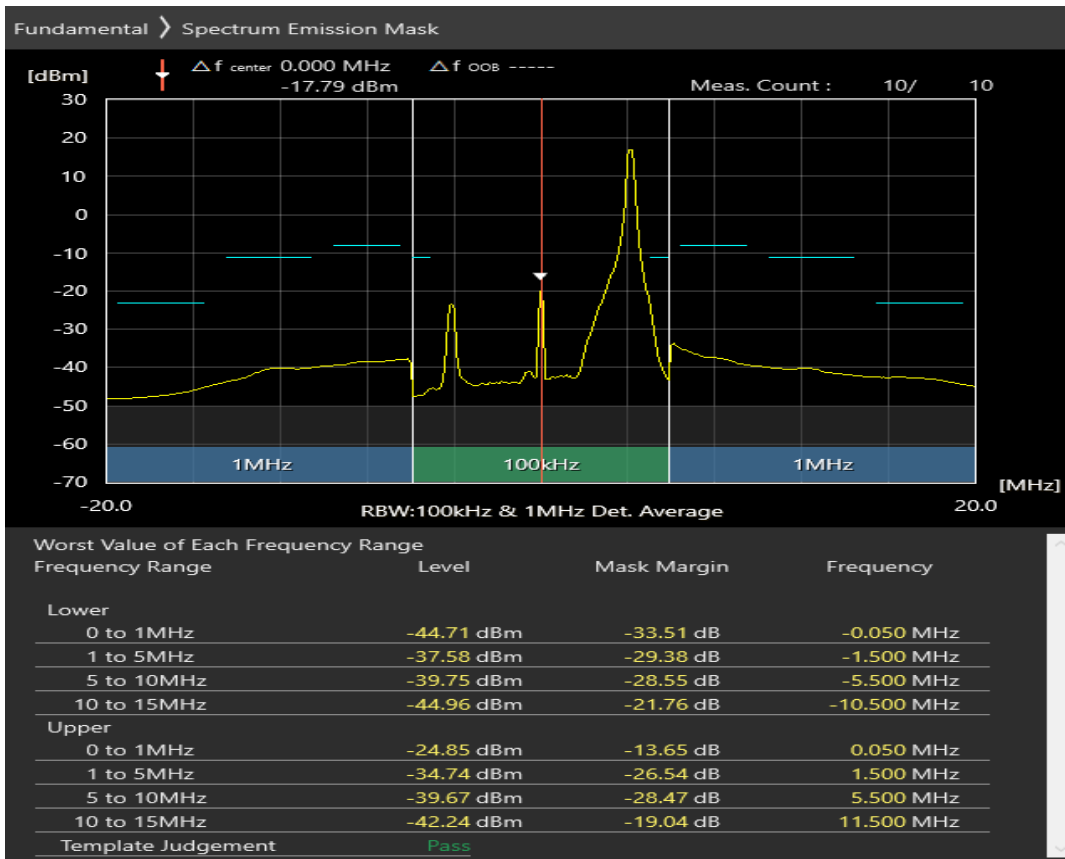 Fundamental ❯ Spectrum Emission Mask
[dBm]
△f center 0.000 MHz △f OOB -----
-17.79 dBm Meas. Count : 10/ 10
30
20
10
0
-10
-20
-30
-40
-50
-60
-70
1MHz 100kHz 1MHz
[MHz]
-20.0 RBW:100kHz & 1MHz Det. Average 20.0
Worst Value of Each Frequency Range
Frequency Range Level Mask Margin Frequency
Lower
0 to 1MHz -44.71 dBm -33.51 dB -0.050 MHz
1 to 5MHz -37.58 dBm -29.38 dB -1.500 MHz
5 to 10MHz -39.75 dBm -28.55 dB -5.500 MHz
10 to 15MHz -44.96 dBm -21.76 dB -10.500 MHz
Upper
0 to 1MHz -24.85 dBm -13.65 dB 0.050 MHz
1 to 5MHz -34.74 dBm -26.54 dB 1.500 MHz
5 to 10MHz -39.67 dBm -28.47 dB 5.500 MHz
10 to 15MHz -42.24 dBm -19.04 dB 11.500 MHz
Template Judgement Pass